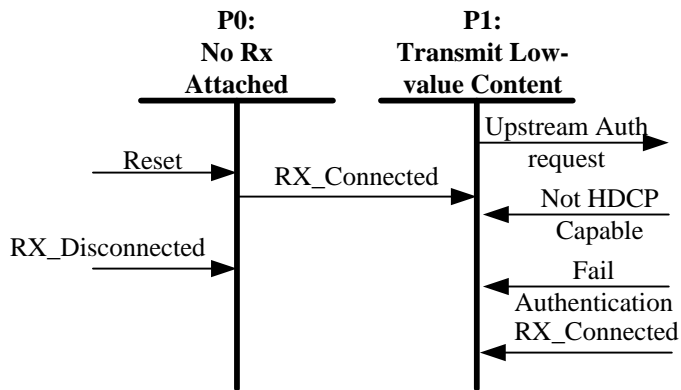 P0:
No Rx
Attached
P1:
Transmit Low-
value Content
Upstream Auth
request
Reset
RX_Connected
Not HDCP
Capable
RX_Disconnected
Fail
Authentication
RX_Connected